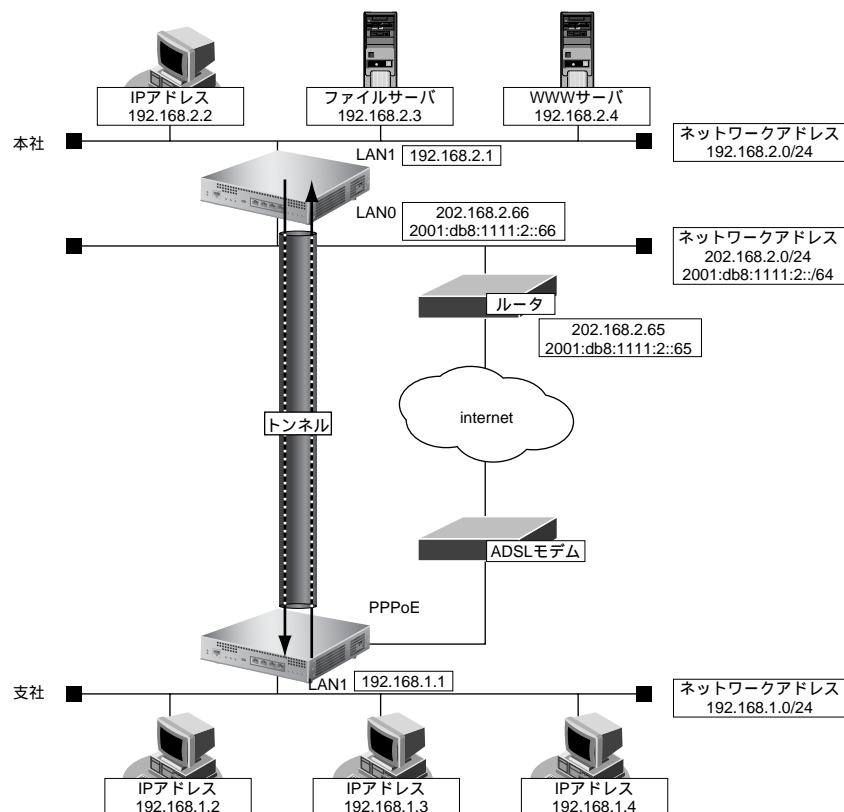 IPアドレス
192.168.2.2
ファイルサーバ
192.168.2.3
WWWサーバ
192.168.2.4
本社
ネットワークアドレス
192.168.2.0/24
LAN1
192.168.2.1
LAN0
202.168.2.66
2001:db8:1111:2::66
ネットワークアドレス
202.168.2.0/24
2001:db8:1111:2::/64
ルータ
202.168.2.65
2001:db8:1111:2::65
トンネル
internet
ADSLモデム
PPPoE
支社
LAN1
192.168.1.1
ネットワークアドレス
192.168.1.0/24
IPアドレス
192.168.1.2
IPアドレス
192.168.1.3
IPアドレス
192.168.1.4